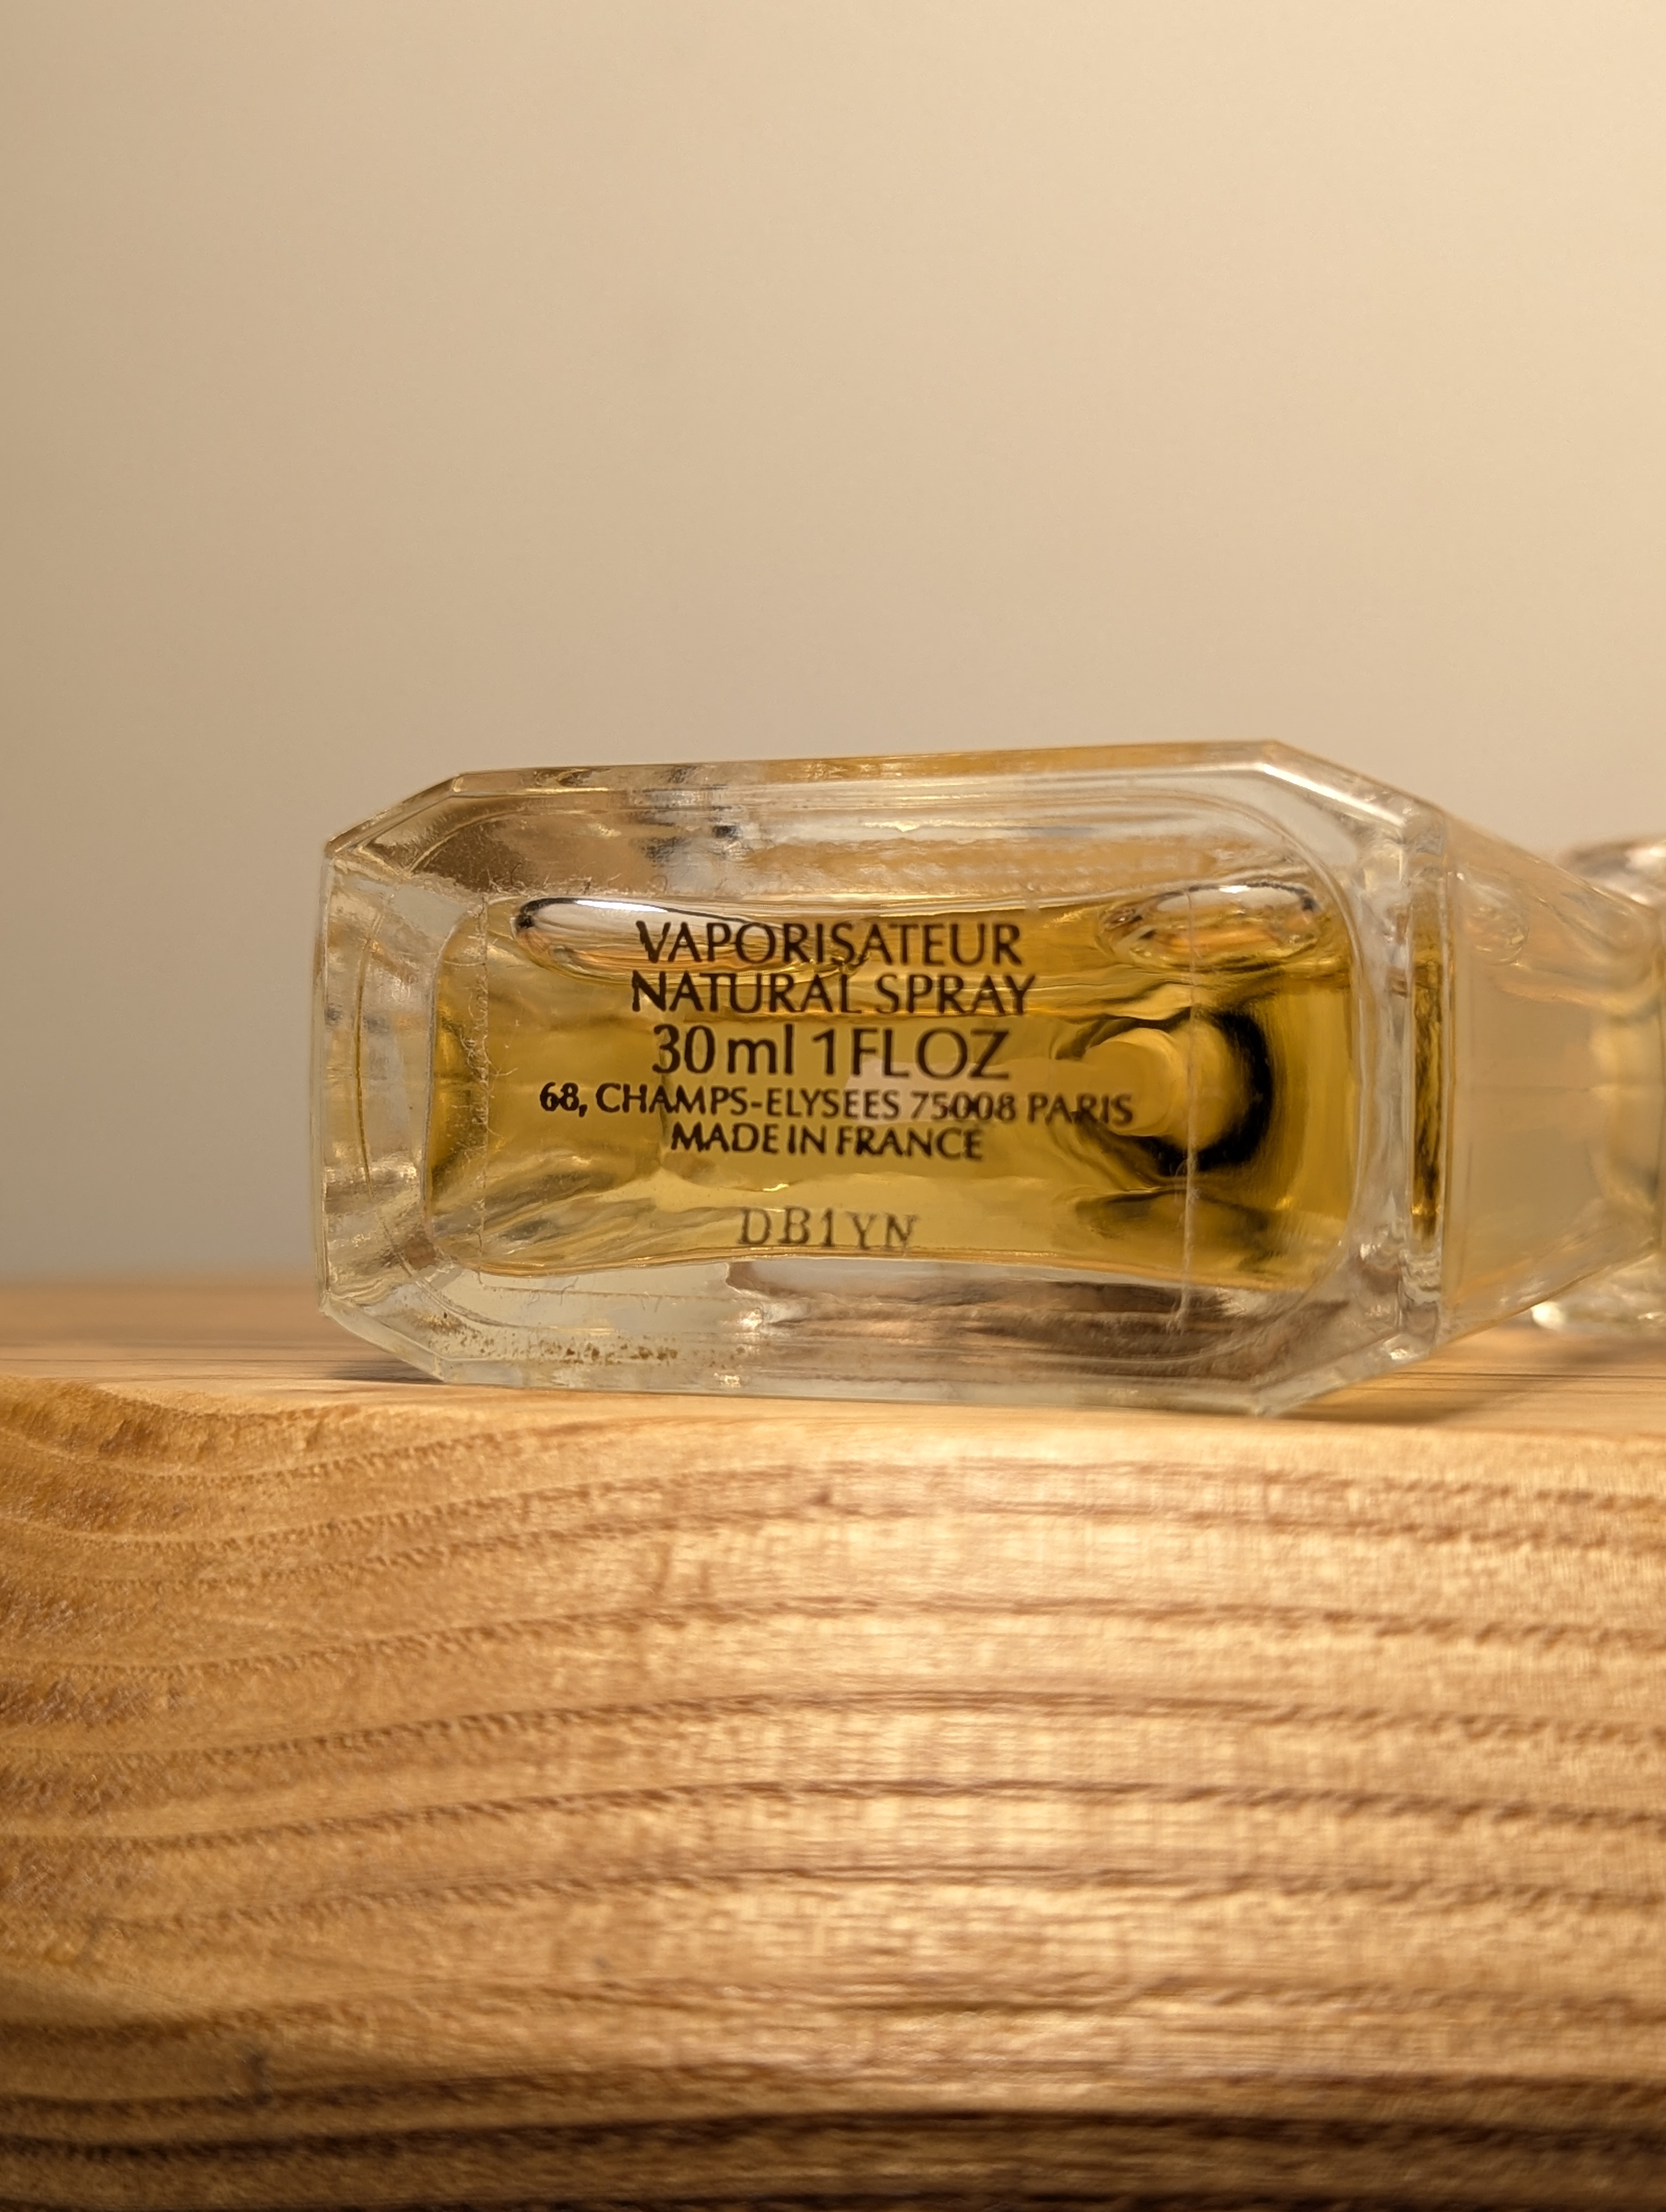 VAPORISATEUR
NATURAL SPRAY
30 ml 1 FL OZ
68, CHAMPS-ELYSEES 75008 PARIS
MADE IN FRANCE
DB1YN